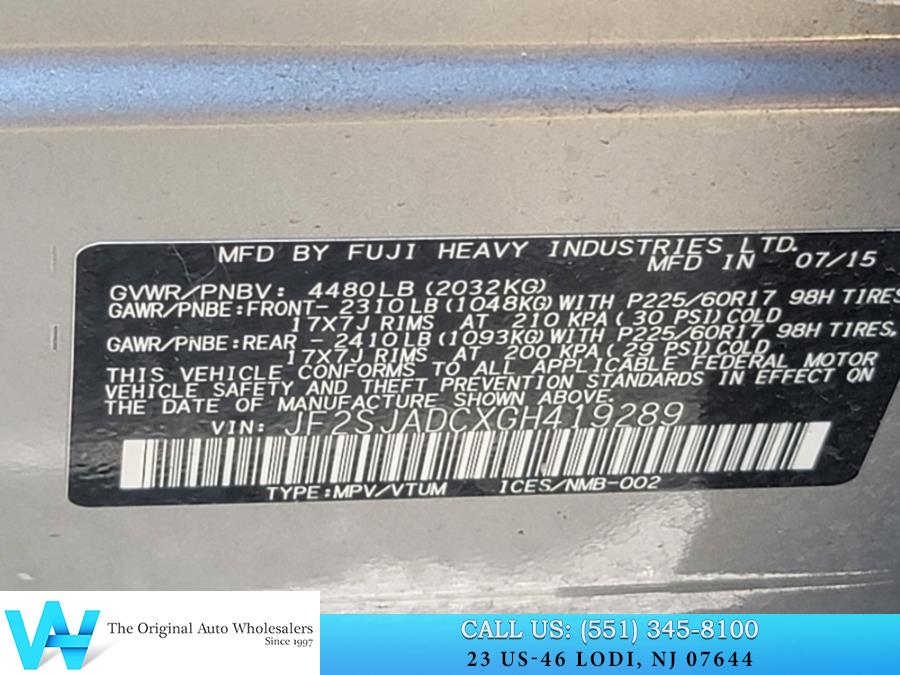 MFD BY FUJI HEAVY INDUSTRIES LTD.
MFD IN 07/15
GVWR/PNBV: 4480LB (2032KG)
GAWR/PNBE:FRONT- 2310LB (1048KG) WITH P225/60R17 98H TIRES
17X7J RIMS AT 210 KPA (30 PSI) COLD
GAWR/PNBE:REAR - 2410LB (1093KG) WITH P225/60R17 98H TIRES,
17X7J RIMS AT 200 KPA (29 PSI) COLD
THIS VEHICLE CONFORMS TO ALL APPLICABLE FEDERAL MOTOR
VEHICLE SAFETY AND THEFT PREVENTION STANDARDS IN EFFECT ON
THE DATE OF MANUFACTURE SHOWN ABOVE.
VIN: JF2SJADCXGH419289
TYPE:MPV/VTUM ICES/NMB-002
The Original Auto Wholesalers
Since 1997
CALL US: (551) 345-8100
23 US-46 LODI, NJ 07644